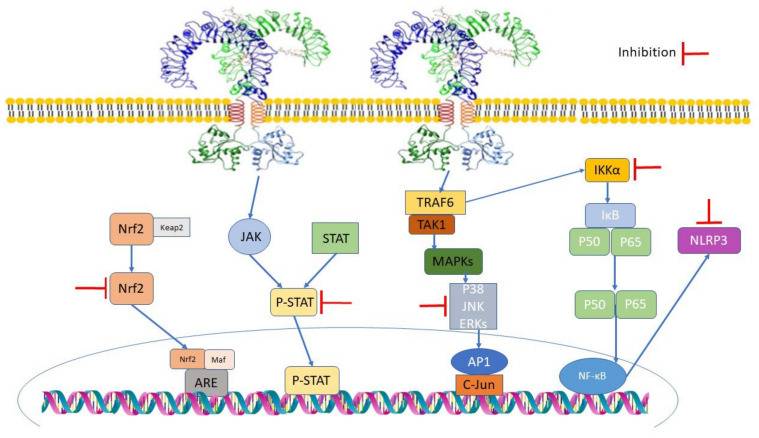 Inhibition
IKKα
TRAF6
TAK1
IκB
P50
P65
NLRP3
Nrf2
Keap2
JAK
STAT
MAPKs
Nrf2
P-STAT
P38
JNK
ERKs
P50
P65
Nrf2
Maf
ARE
P-STAT
AP1
C-Jun
NF-κB